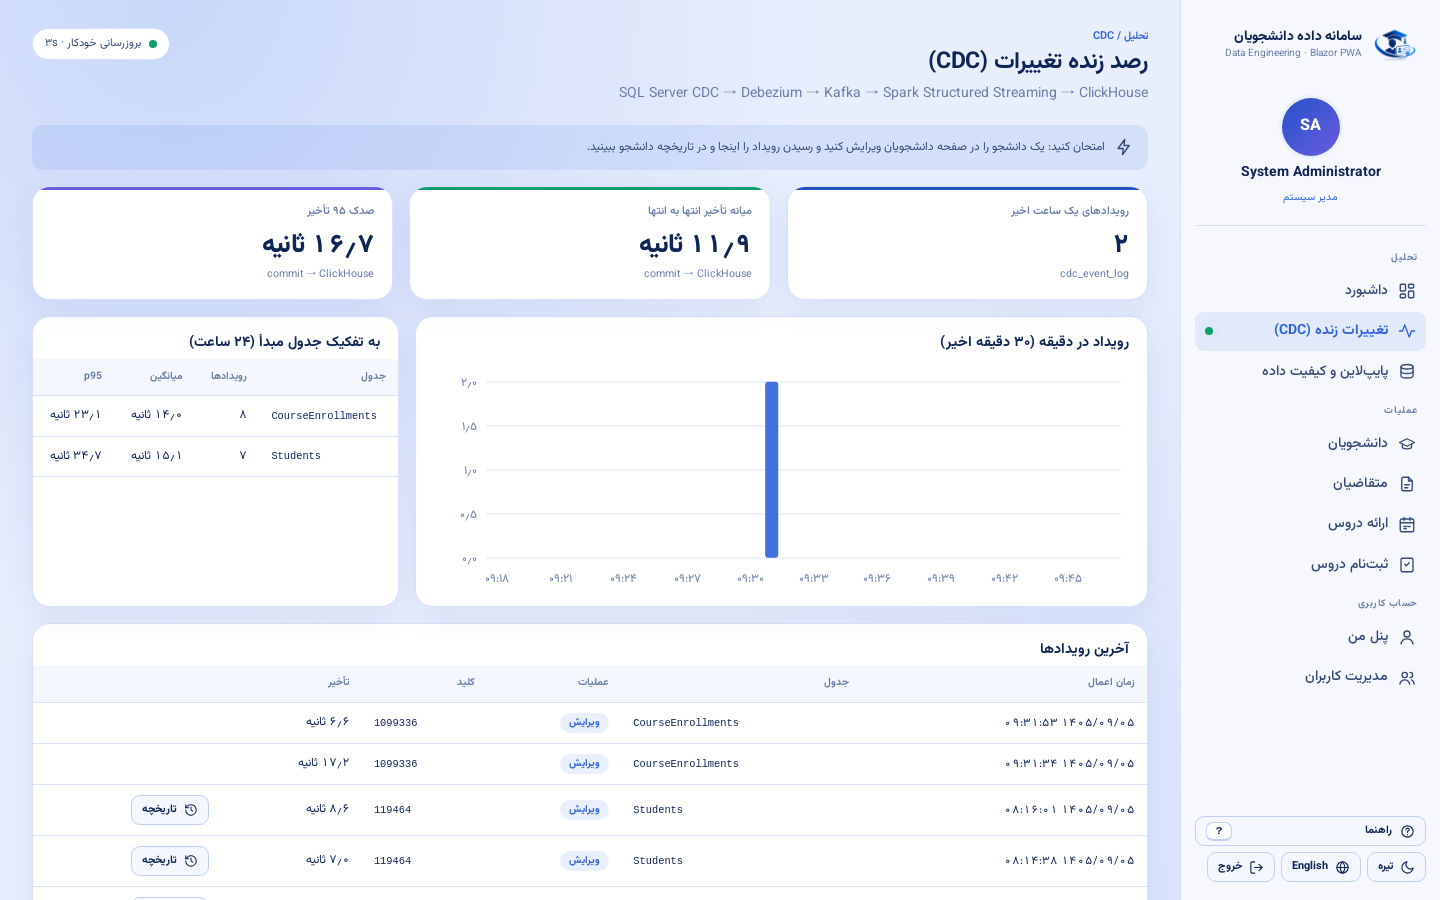 سامانه داده دانشجویان
Data Engineering · Blazor PWA
SA
System Administrator
مدیر سیستم
تحلیل
داشبورد
تغییرات زنده (CDC)
پایپ‌لاین و کیفیت داده
عملیات
دانشجویان
متقاضیان
ارائه دروس
ثبت‌نام دروس
حساب کاربری
پنل من
مدیریت کاربران
راهنما ?
تیره English خروج
تحلیل / CDC
رصد زنده تغییرات (CDC)
SQL Server CDC → Debezium → Kafka → Spark Structured Streaming → ClickHouse
بروزرسانی خودکار · ۳s
امتحان کنید: یک دانشجو را در صفحه دانشجویان ویرایش کنید و رسیدن رویداد را اینجا و در تاریخچه دانشجو ببینید.
رویدادهای یک ساعت اخیر
۲
cdc_event_log
میانه تأخیر انتها به انتها
۱۱٫۹ ثانیه
commit → ClickHouse
صدک ۹۵ تأخیر
۱۶٫۷ ثانیه
commit → ClickHouse
رویداد در دقیقه (۳۰ دقیقه اخیر)
۲٫۰
۱٫۵
۱٫۰
۰٫۵
۰٫۰
۰۹:۱۸ ۰۹:۲۱ ۰۹:۲۴ ۰۹:۲۷ ۰۹:۳۰ ۰۹:۳۳ ۰۹:۳۶ ۰۹:۳۹ ۰۹:۴۲ ۰۹:۴۵
به تفکیک جدول مبدأ (۲۴ ساعت)
جدول رویدادها میانگین p95
CourseEnrollments ۸ ۱۴٫۰ ثانیه ۲۳٫۱ ثانیه
Students ۷ ۱۵٫۱ ثانیه ۳۴٫۷ ثانیه
آخرین رویدادها
زمان اعمال جدول عملیات کلید تأخیر
۱۴۰۵/۰۹/۰۵ ۰۹:۳۱:۵۳ CourseEnrollments ویرایش 1099336 ۶٫۶ ثانیه
۱۴۰۵/۰۹/۰۵ ۰۹:۳۱:۳۴ CourseEnrollments ویرایش 1099336 ۱۷٫۲ ثانیه
۱۴۰۵/۰۹/۰۵ ۰۸:۱۶:۰۱ Students ویرایش 119464 ۸٫۶ ثانیه تاریخچه
۱۴۰۵/۰۹/۰۵ ۰۸:۱۴:۳۸ Students ویرایش 119464 ۷٫۰ ثانیه تاریخچه